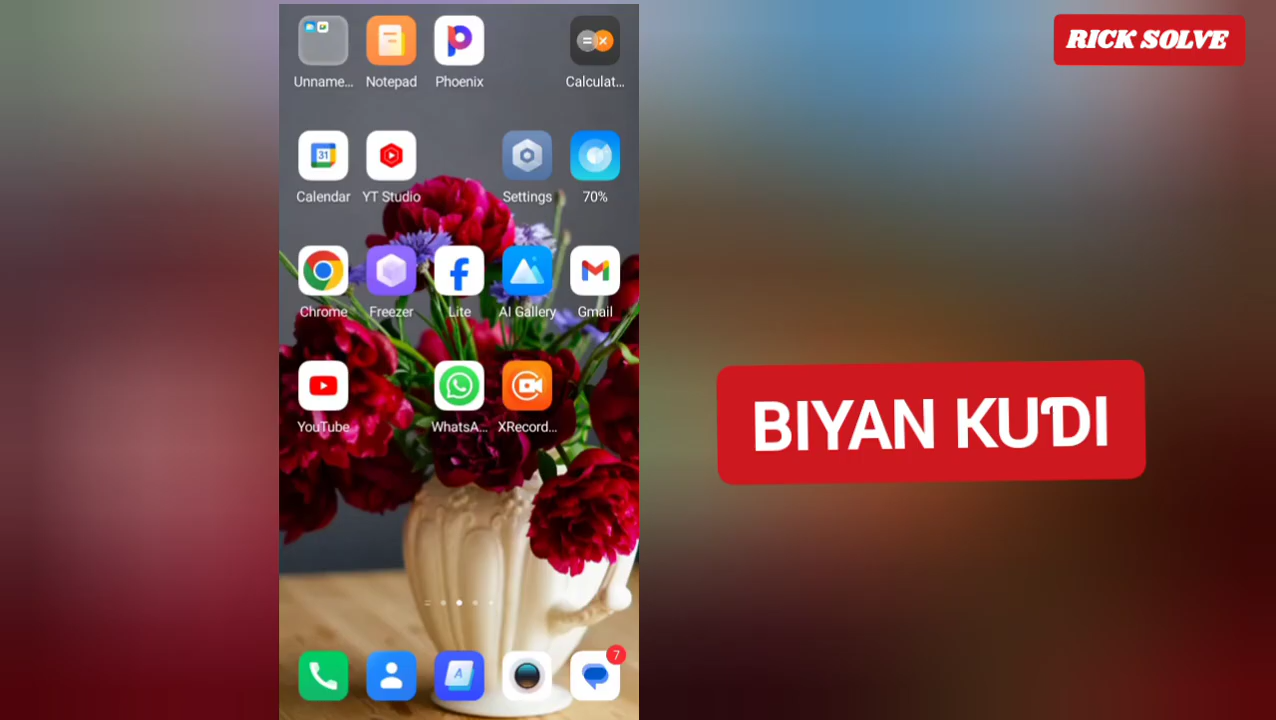 RICK SOLVE
Unname... Notepad Phoenix Calculat...
31
Calendar YT Studio Settings 70%
Chrome Freezer Lite AI Gallery Gmail
YouTube WhatsA... XRecord...
BIYAN KUƊI
7
A